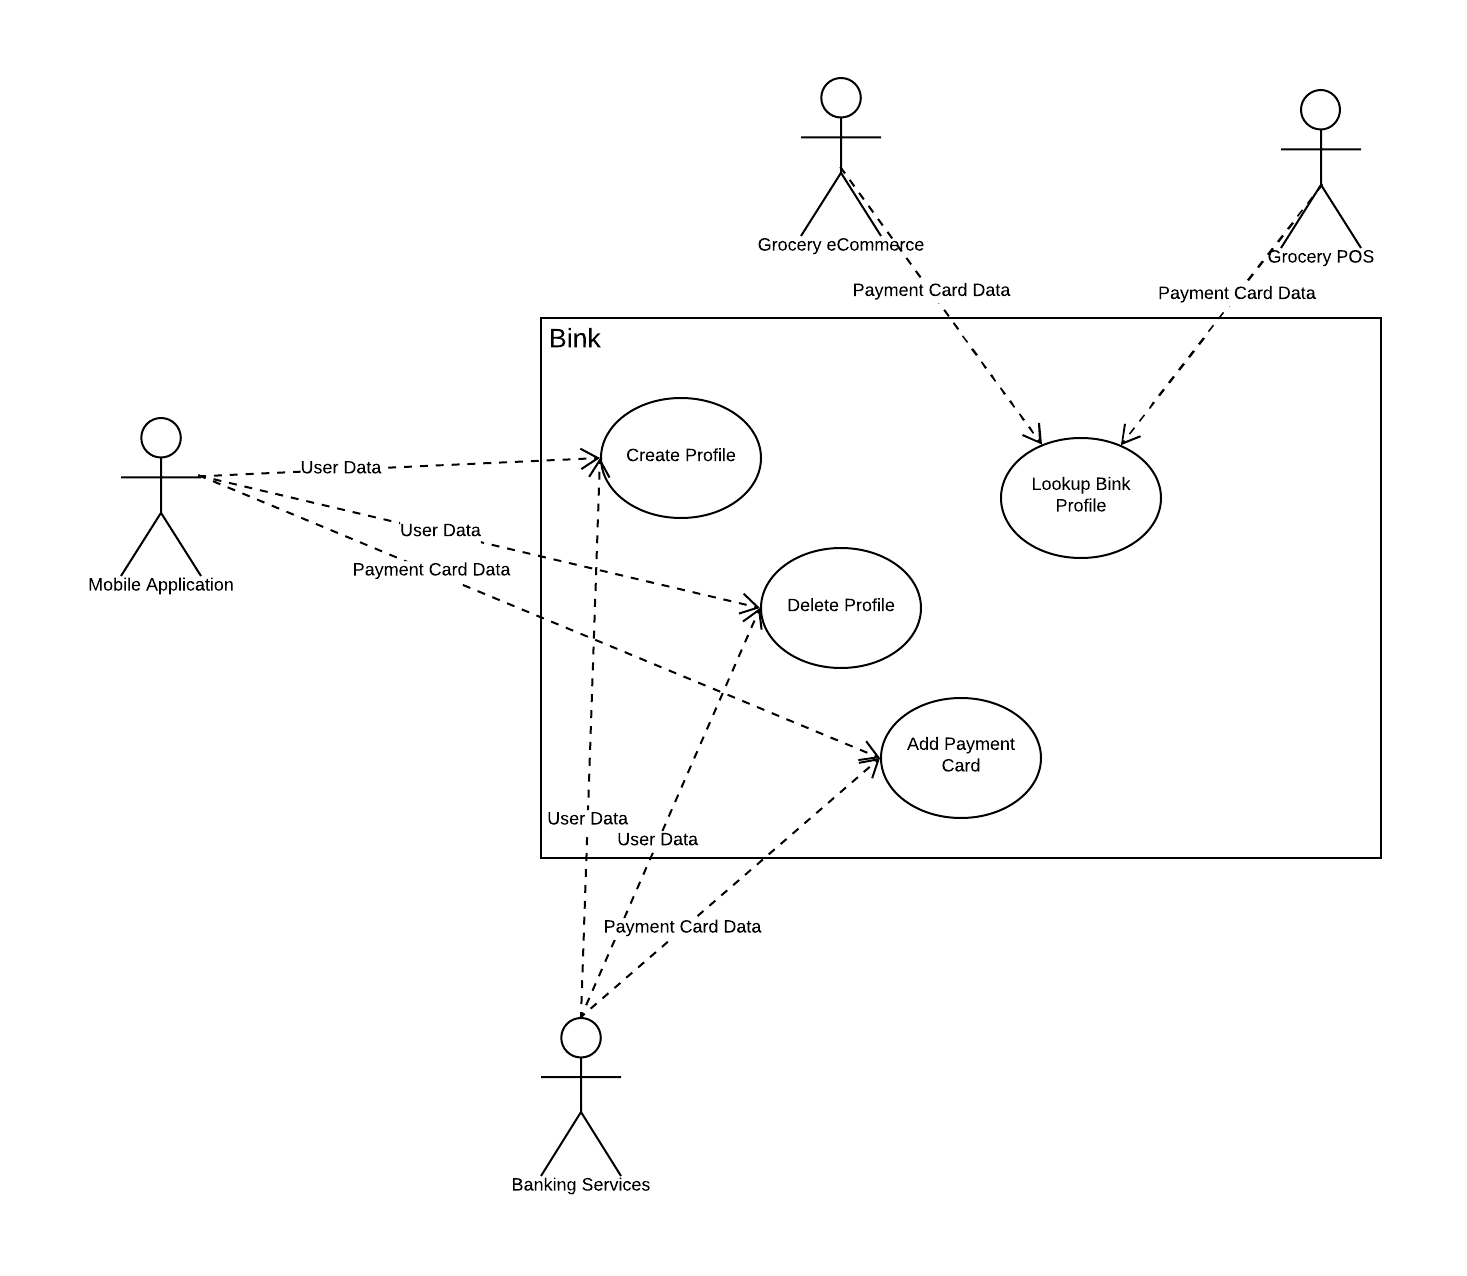 Grocery eCommerce
Grocery POS
Payment Card Data
Payment Card Data
Bink
Create Profile
User Data
Lookup Bink
Profile
User Data
Payment Card Data
Mobile Application
Delete Profile
Add Payment
Card
User Data
User Data
Payment Card Data
Banking Services